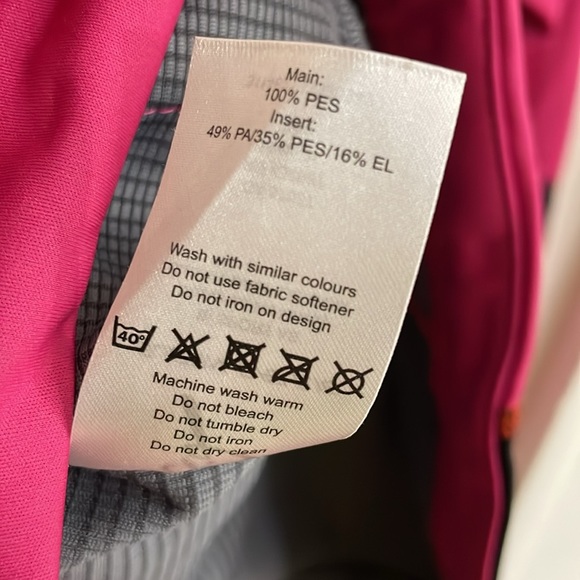 Main:
100% PES
Insert:
49% PA/35% PES/16% EL
Wash with similar colours
Do not use fabric softener
Do not iron on design
40°
Machine wash warm
Do not bleach
Do not tumble dry
Do not iron
Do not dry clean